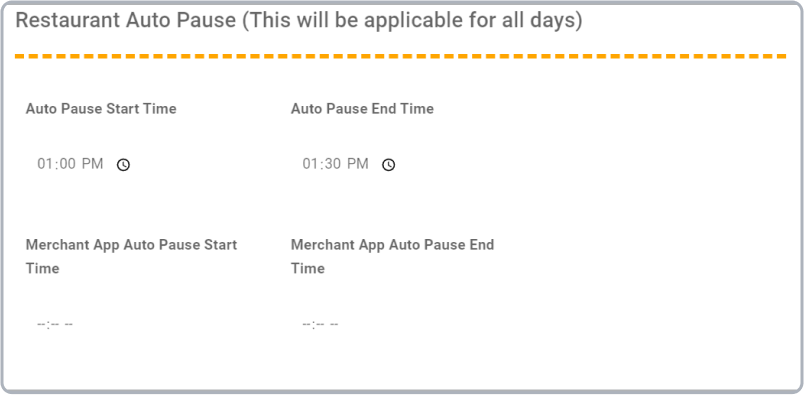 Restaurant Auto Pause (This will be applicable for all days)
Auto Pause Start Time
Auto Pause End Time
01:00 PM
01:30 PM
Merchant App Auto Pause Start
Time
Merchant App Auto Pause End
Time
--:-- --
--:-- --